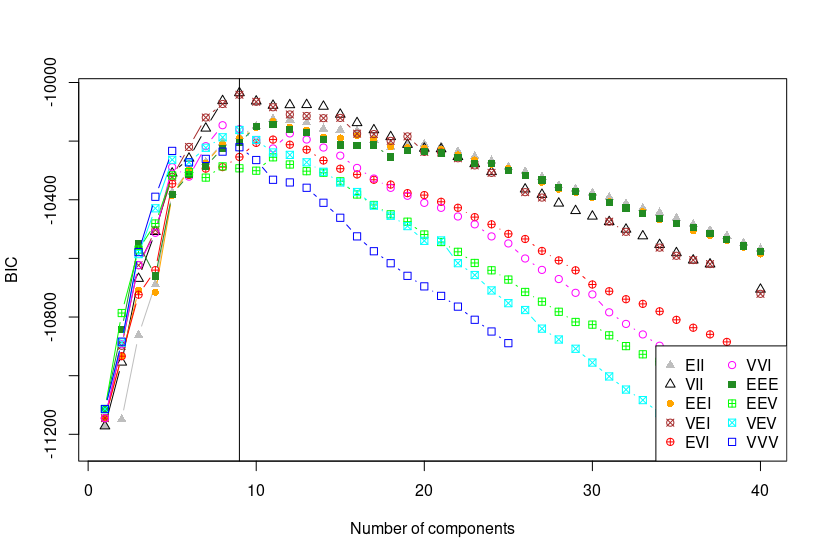 -10000
-10400
-10800
-11200
BIC
0 10 20 30 40
Number of components
EII VVI
VII EEE
EEI EEV
VEI VEV
EVI VVV